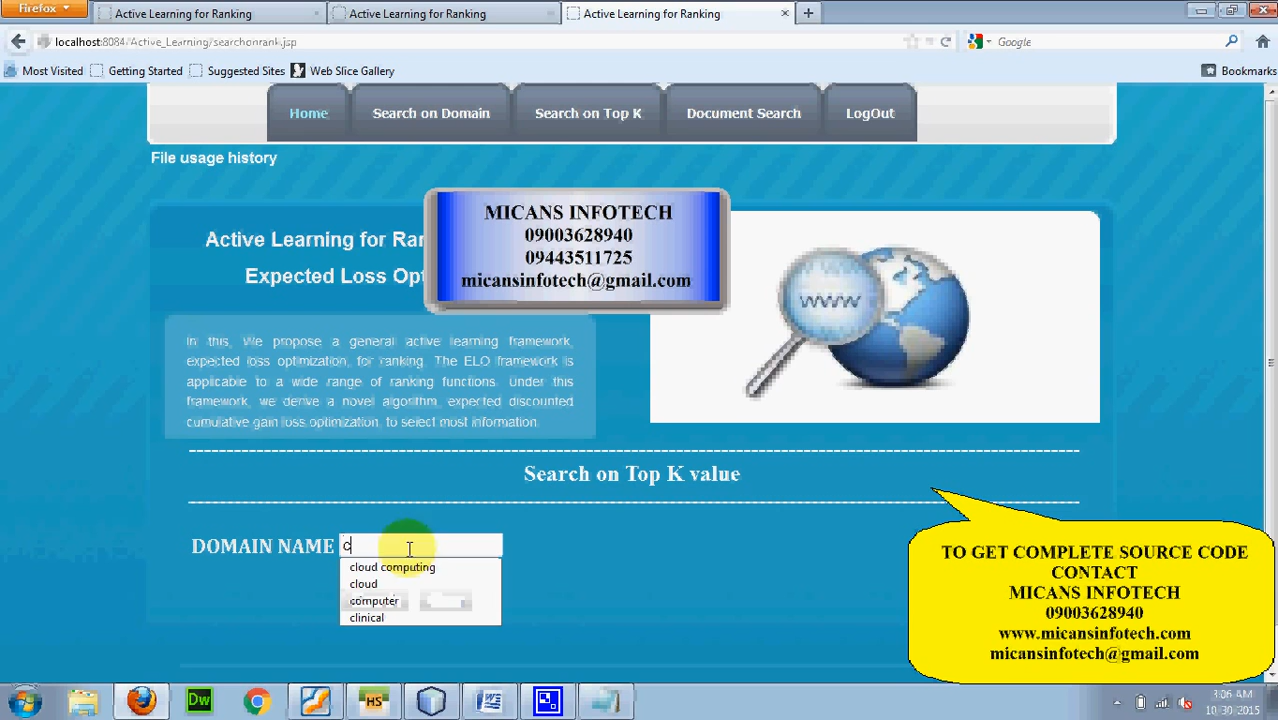 Firefox
Active Learning for Ranking
Active Learning for Ranking
Active Learning for Ranking
localhost:8084/Active_Learning/searchonrank.jsp
Google
Most Visited
Getting Started
Suggested Sites
Web Slice Gallery
Bookmarks
Home
Search on Domain
Search on Top K
Document Search
LogOut
File usage history
MICANS INFOTECH
09003628940
09443511725
micansinfotech@gmail.com
Active Learning for Ran
Expected Loss Opt
WWW
In this, We propose a general active learning framework,
expected loss optimization, for ranking. The ELO framework is
applicable to a wide range of ranking functions. Under this
framework, we derive a novel algorithm, expected discounted
cumulative gain loss optimization, to select most information.
Search on Top K value
DOMAIN NAME
c
cloud computing
cloud
computer
clinical
TO GET COMPLETE SOURCE CODE
CONTACT
MICANS INFOTECH
09003628940
www.micansinfotech.com
micansinfotech@gmail.com
Dw
HS
W
3:06 AM
10-30-2015